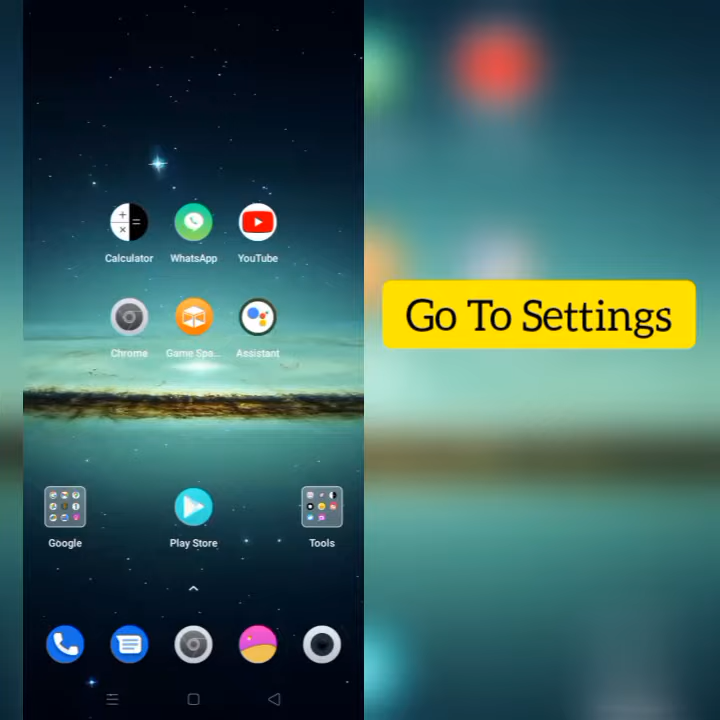 Calculator WhatsApp YouTube
Chrome Game Spa... Assistant
Google Play Store Tools
Go To Settings